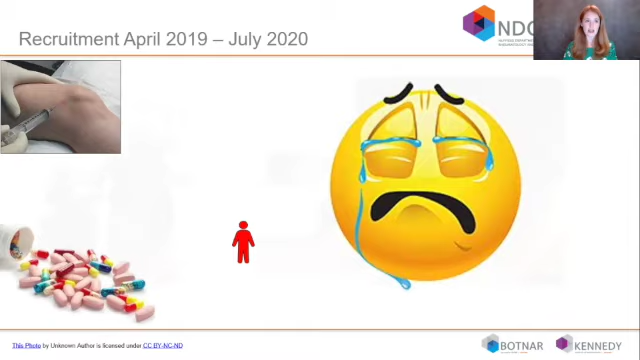 Recruitment April 2019 – July 2020
NDO
This Photo by Unknown Author is licensed under CC BY-NC-ND
BOTNAR
KENNEDY